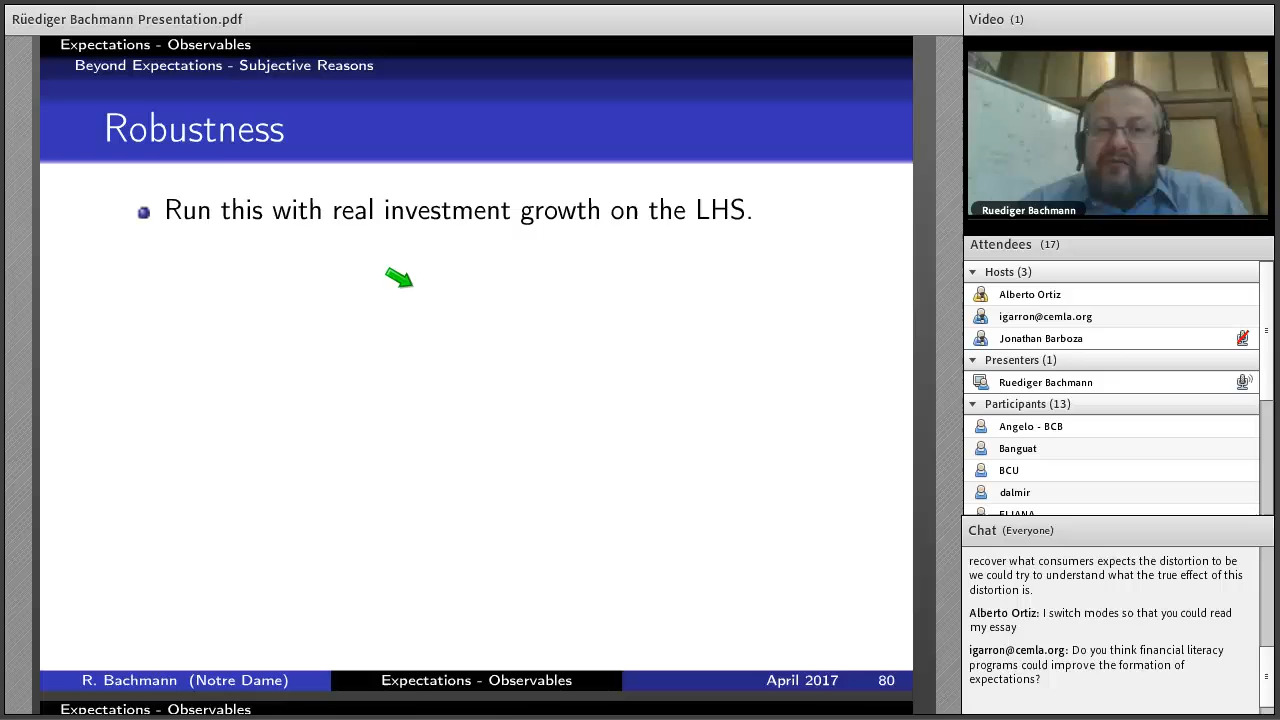 Rüediger Bachmann Presentation.pdf
Expectations - Observables
Beyond Expectations - Subjective Reasons
Robustness
Run this with real investment growth on the LHS.
R. Bachmann (Notre Dame)
Expectations - Observables
April 2017
80
Expectations - Observables
Video (1)
Ruediger Bachmann
Attendees (17)
Hosts (3)
Alberto Ortiz
igarron@cemla.org
Jonathan Barboza
Presenters (1)
Ruediger Bachmann
Participants (13)
Angelo - BCB
Banguat
BCU
dalmir
ELIANA
Chat (Everyone)
recover what consumers expects the distortion to be
we could try to understand what the true effect of this
distortion is.
Alberto Ortiz: I switch modes so that you could read
my essay
igarron@cemla.org: Do you think financial literacy
programs could improve the formation of
expectations?